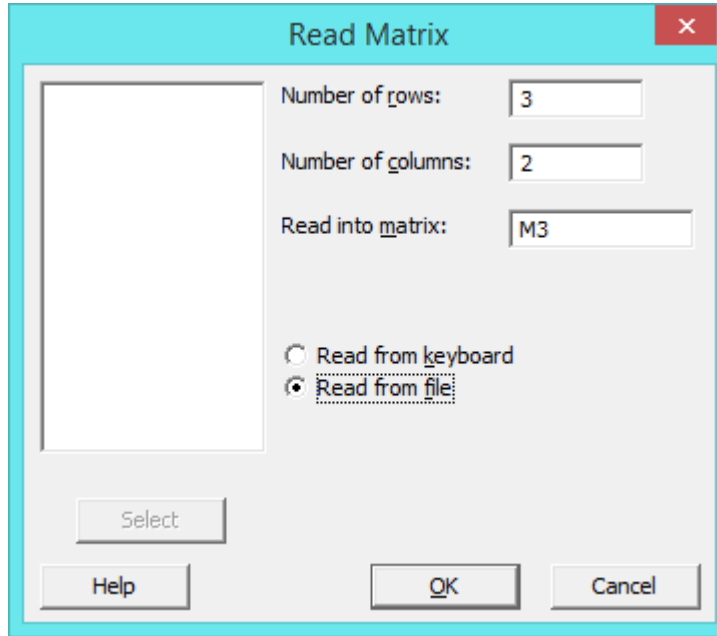 Read Matrix
Number of rows: 3
Number of columns: 2
Read into matrix: M3
Read from keyboard
Read from file
Select
Help OK Cancel